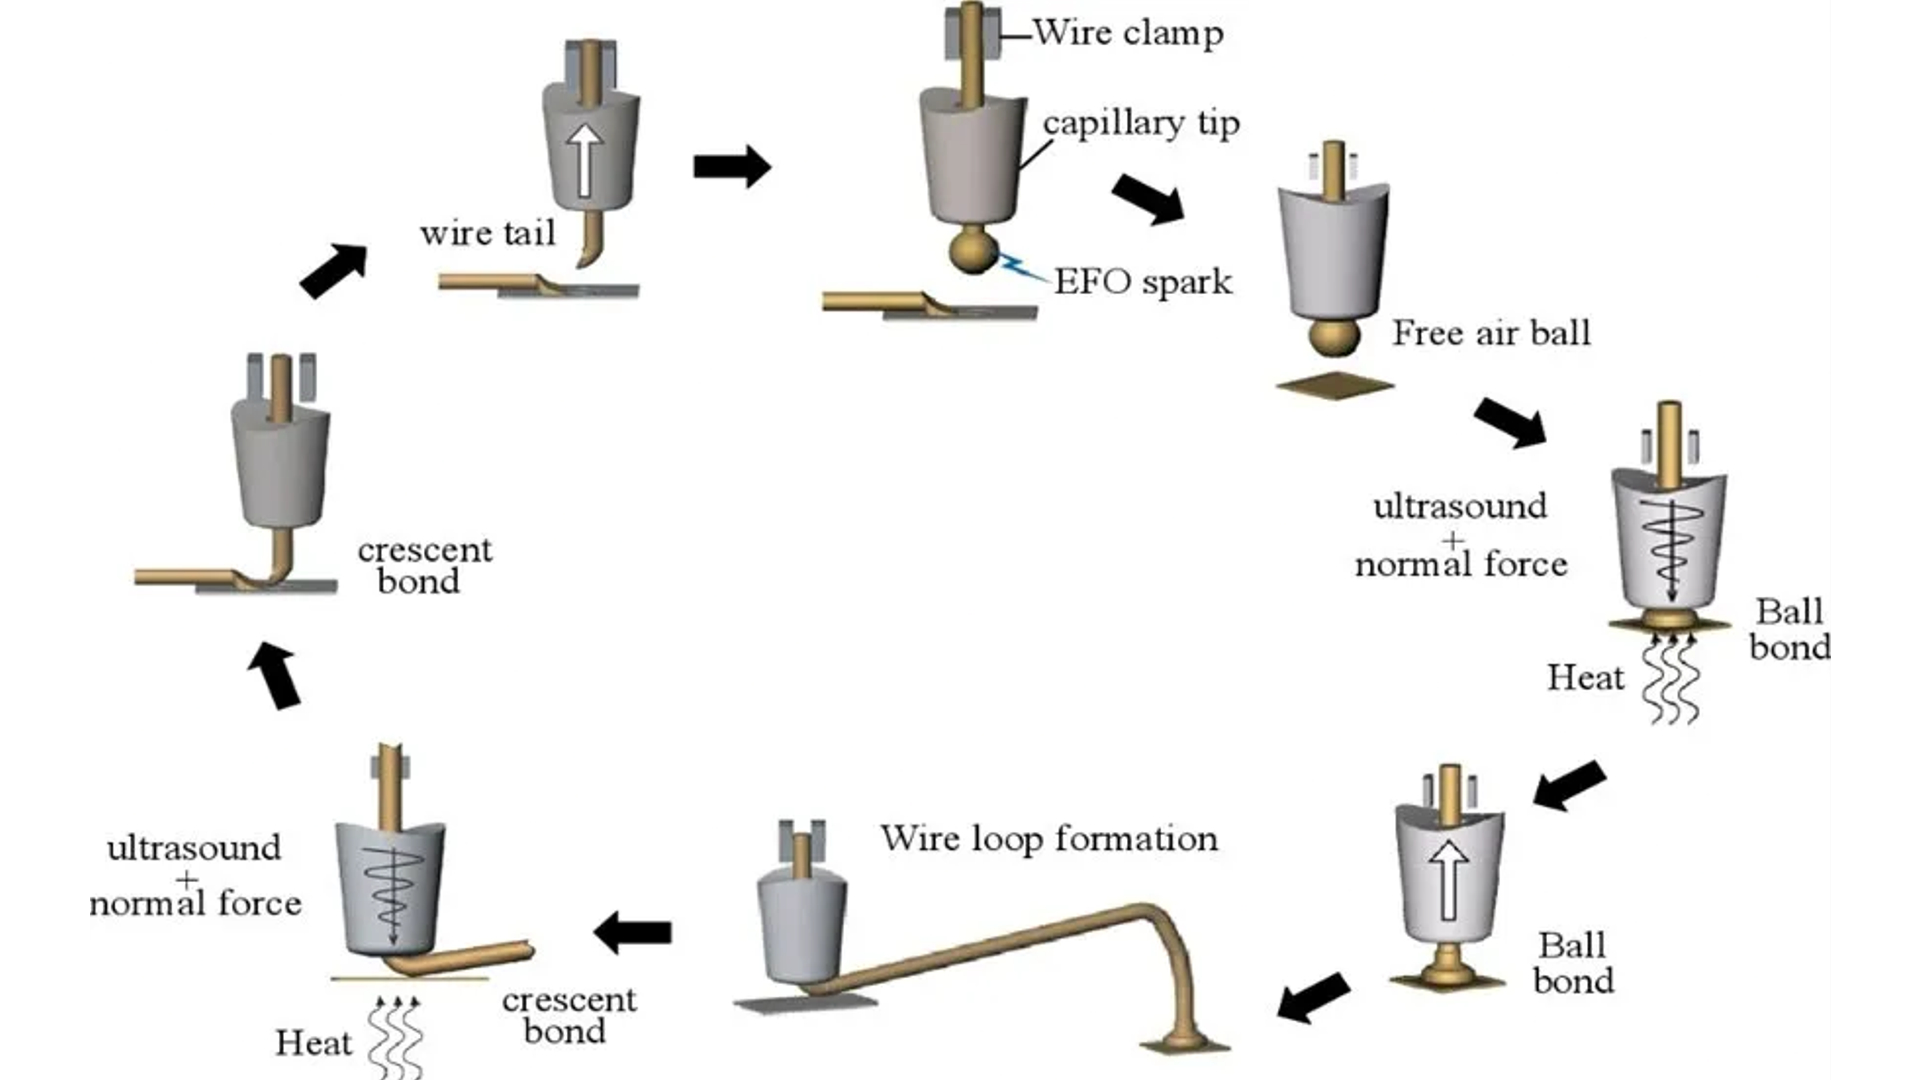 Wire clamp
capillary tip
wire tail
EFO spark
Free air ball
ultrasound
+
normal force
Ball
bond
Heat
crescent
bond
Wire loop formation
ultrasound
+
normal force
Ball
bond
crescent
bond
Heat